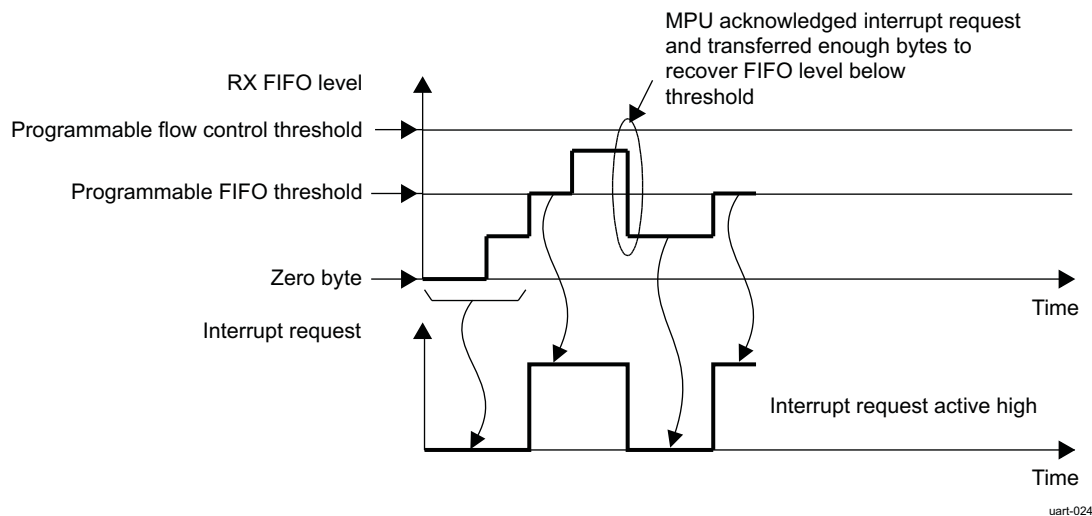 MPU acknowledged interrupt request
and transferred enough bytes to
recover FIFO level below
threshold
RX FIFO level
Programmable flow control threshold
Programmable FIFO threshold
Zero byte
Time
Interrupt request
Interrupt request active high
Time
uart-024